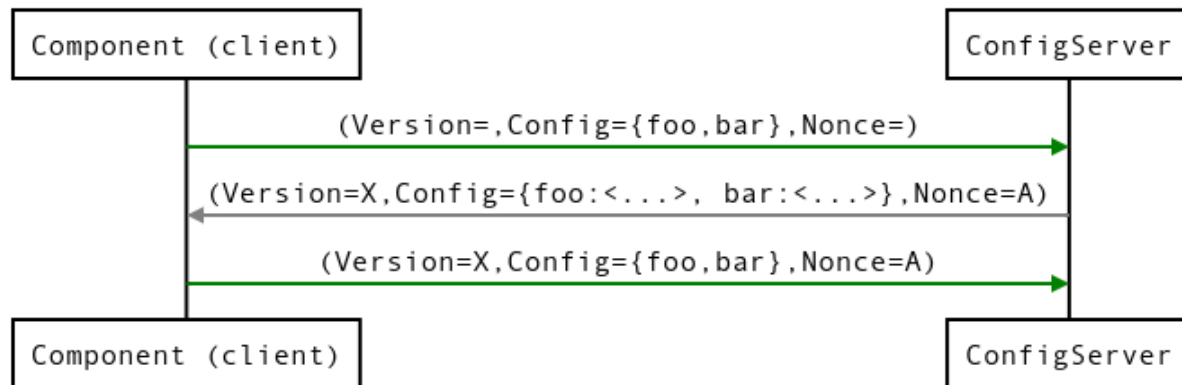 Component (client)
ConfigServer
(Version=,Config={foo,bar},Nonce=)
(Version=X,Config={foo:<...>, bar:<...>},Nonce=A)
(Version=X,Config={foo,bar},Nonce=A)
Component (client)
ConfigServer